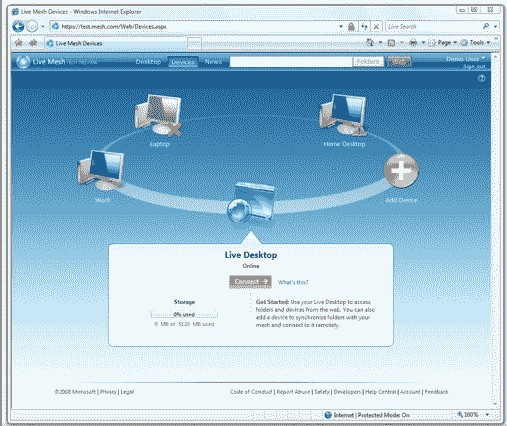 Live Mesh Devices - Windows Internet Explorer
https://test.mesh.com/Web/Devices.aspx
Live Search
Live Mesh Devices
Page
Tools
Live Mesh TECH PREVIEW
Desktop
Devices
News
Folders
Demo User
Sign out
Laptop
Home Desktop
Work
Add Device
Live Desktop
Online
Connect
What's this?
Storage
0% used
0 MB of 5120 MB used
Get Started: Use your Live Desktop to access
folders and devices from the web. You can also
add a device to synchronize folders with your
mesh and connect to it remotely.
©2008 Microsoft | Privacy | Legal
Code of Conduct | Report Abuse | Safety | Developers | Help Central | Account | Feedback
Internet | Protected Mode: On
100%